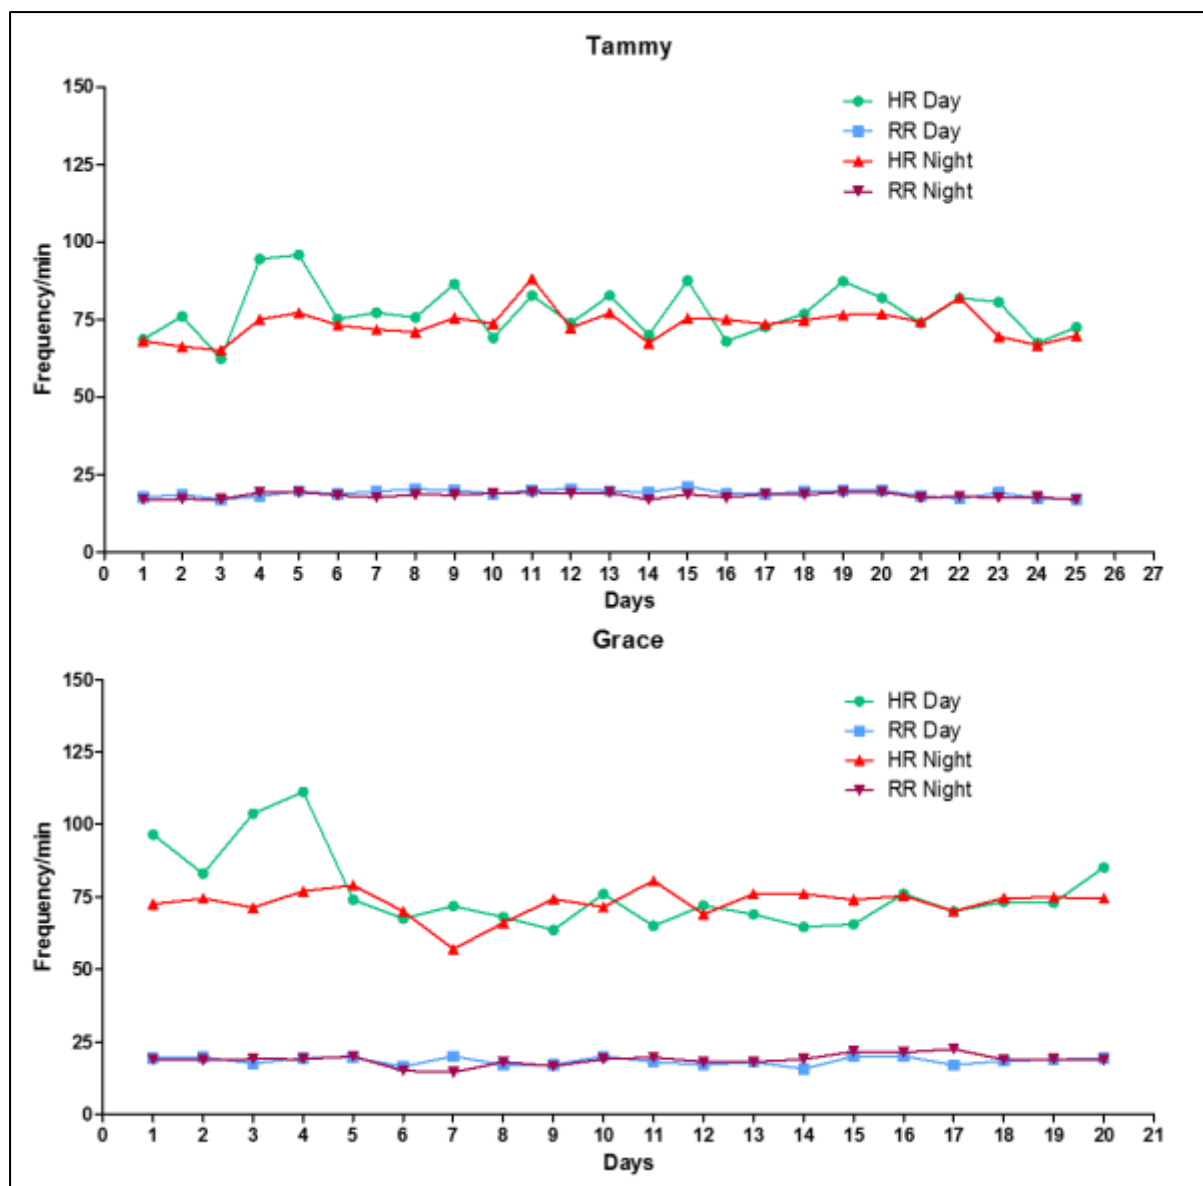 Tammy
150
125
100
75
50
25
0
Frequency/min
HR Day
RR Day
HR Night
RR Night
0 1 2 3 4 5 6 7 8 9 10 11 12 13 14 15 16 17 18 19 20 21 22 23 24 25 26 27
Days
Grace
150
125
100
75
50
25
0
Frequency/min
HR Day
RR Day
HR Night
RR Night
0 1 2 3 4 5 6 7 8 9 10 11 12 13 14 15 16 17 18 19 20 21
Days